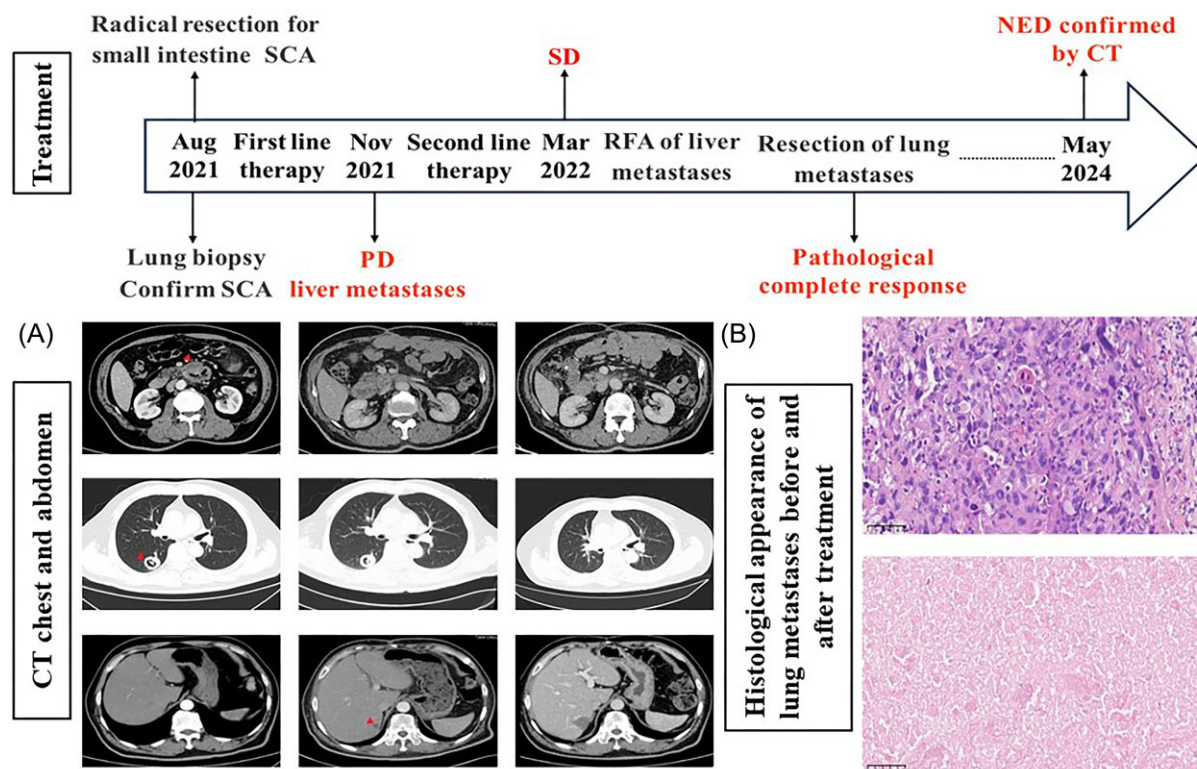 Treatment
Radical resection for
small intestine SCA
SD
NED confirmed
by CT
Aug
2021
First line
therapy
Nov
2021
Second line
therapy
Mar
2022
RFA of liver
metastases
Resection of lung
metastases
May
2024
Lung biopsy
Confirm SCA
PD
liver metastases
Pathological
complete response
(A)
CT chest and abdomen
(B)
Histological appearance of
lung metastases before and
after treatment